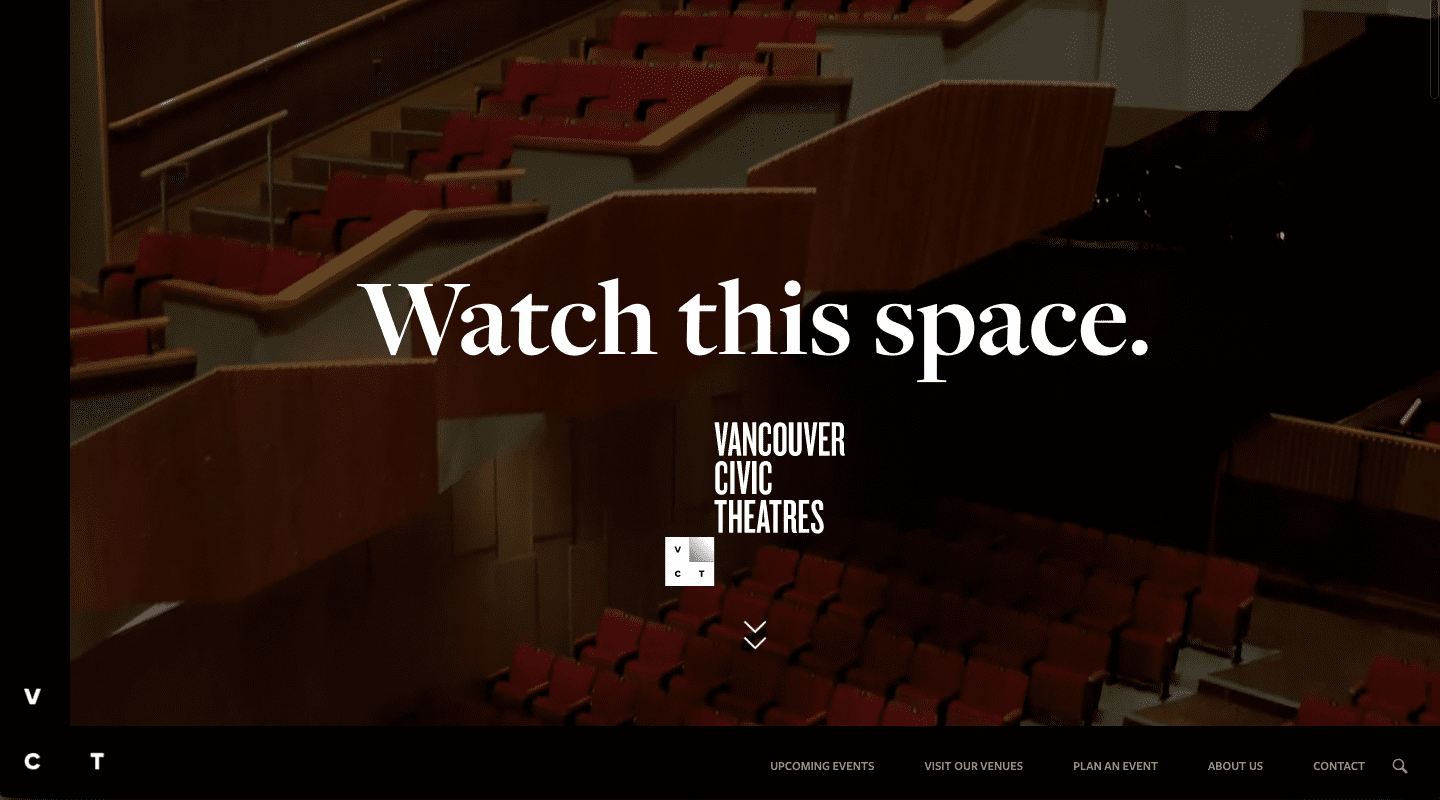 Watch this space.
VANCOUVER
CIVIC
THEATRES
V
C T
V
C T
UPCOMING EVENTS VISIT OUR VENUES PLAN AN EVENT ABOUT US CONTACT